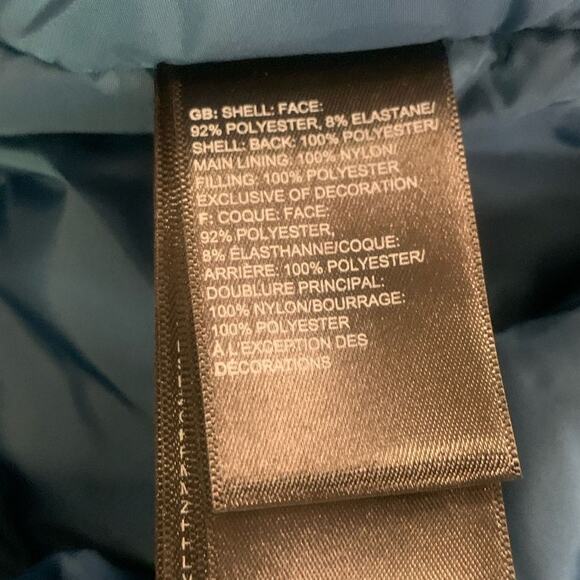 GB: SHELL: FACE:
92% POLYESTER, 8% ELASTANE/
SHELL: BACK: 100% POLYESTER/
MAIN LINING: 100% NYLON/
FILLING: 100% POLYESTER
EXCLUSIVE OF DECORATION
F: COQUE: FACE:
92% POLYESTER,
8% ÉLASTHANNE/COQUE:
ARRIÈRE: 100% POLYESTER/
DOUBLURE PRINCIPAL:
100% NYLON/BOURRAGE:
100% POLYESTER
À L'EXCEPTION DES
DÉCORATIONS